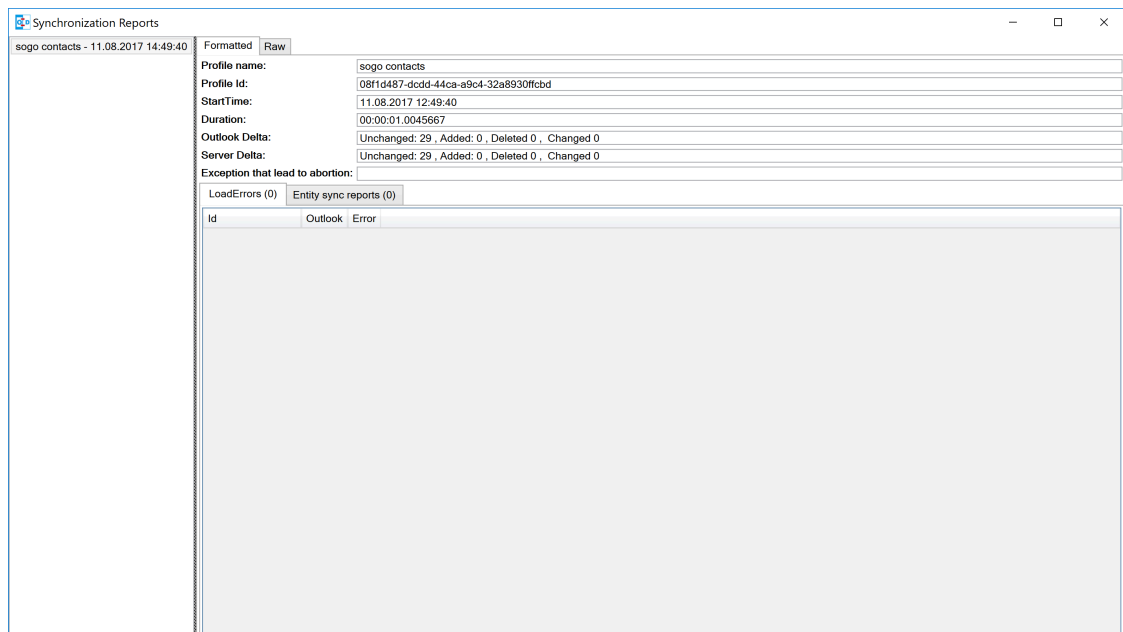 Synchronization Reports
sogo contacts - 11.08.2017 14:49:40
Formatted Raw
Profile name: sogo contacts
Profile Id: 08f1d487-dcdd-44ca-a9c4-32a8930ffcbd
StartTime: 11.08.2017 12:49:40
Duration: 00:00:01.0045667
Outlook Delta: Unchanged: 29 , Added: 0 , Deleted 0 , Changed 0
Server Delta: Unchanged: 29 , Added: 0 , Deleted 0 , Changed 0
Exception that lead to abortion:
LoadErrors (0) Entity sync reports (0)
Id Outlook Error